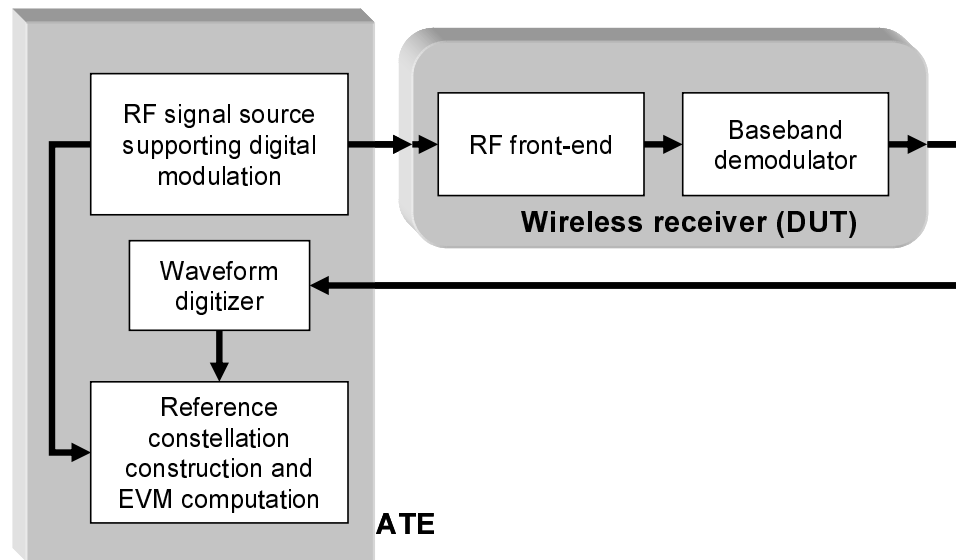 RF signal source
supporting digital
modulation
RF front-end
Baseband
demodulator
Wireless receiver (DUT)
Waveform
digitizer
Reference
constellation
construction and
EVM computation
ATE